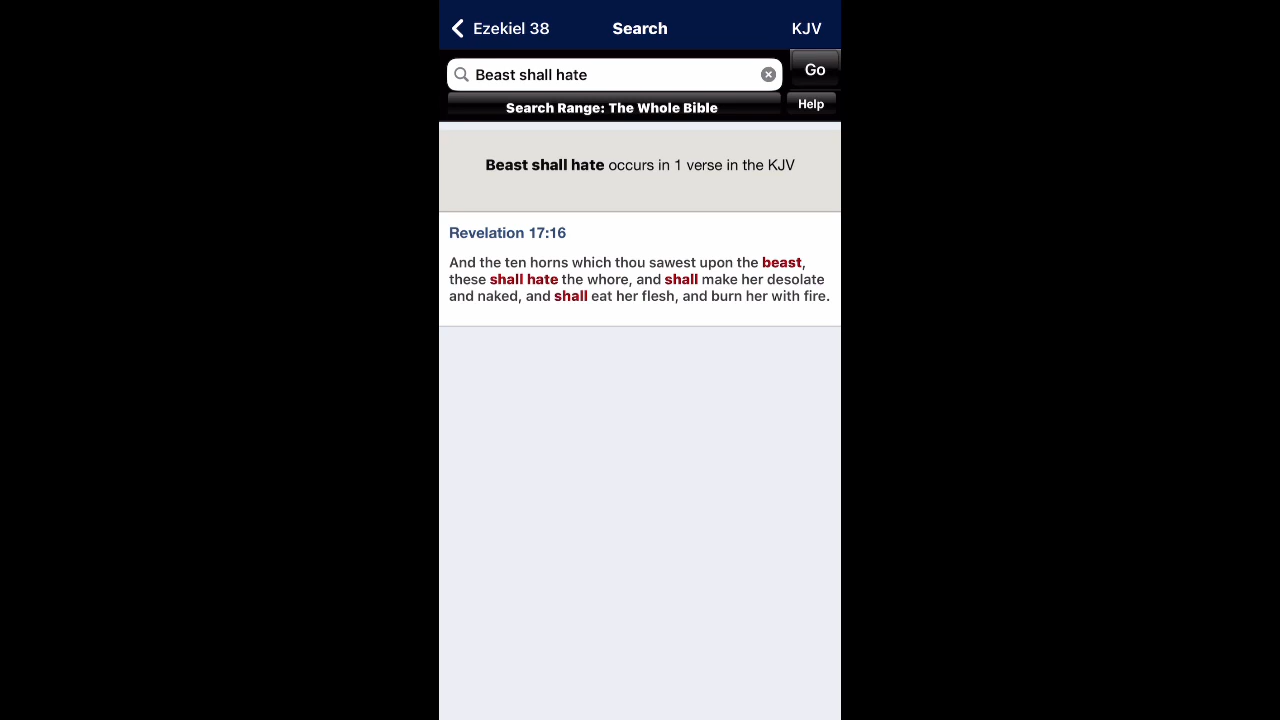 Ezekiel 38 Search KJV
Beast shall hate Go
Search Range: The Whole Bible Help
Beast shall hate occurs in 1 verse in the KJV
Revelation 17:16
And the ten horns which thou sawest upon the beast,
these shall hate the whore, and shall make her desolate
and naked, and shall eat her flesh, and burn her with fire.